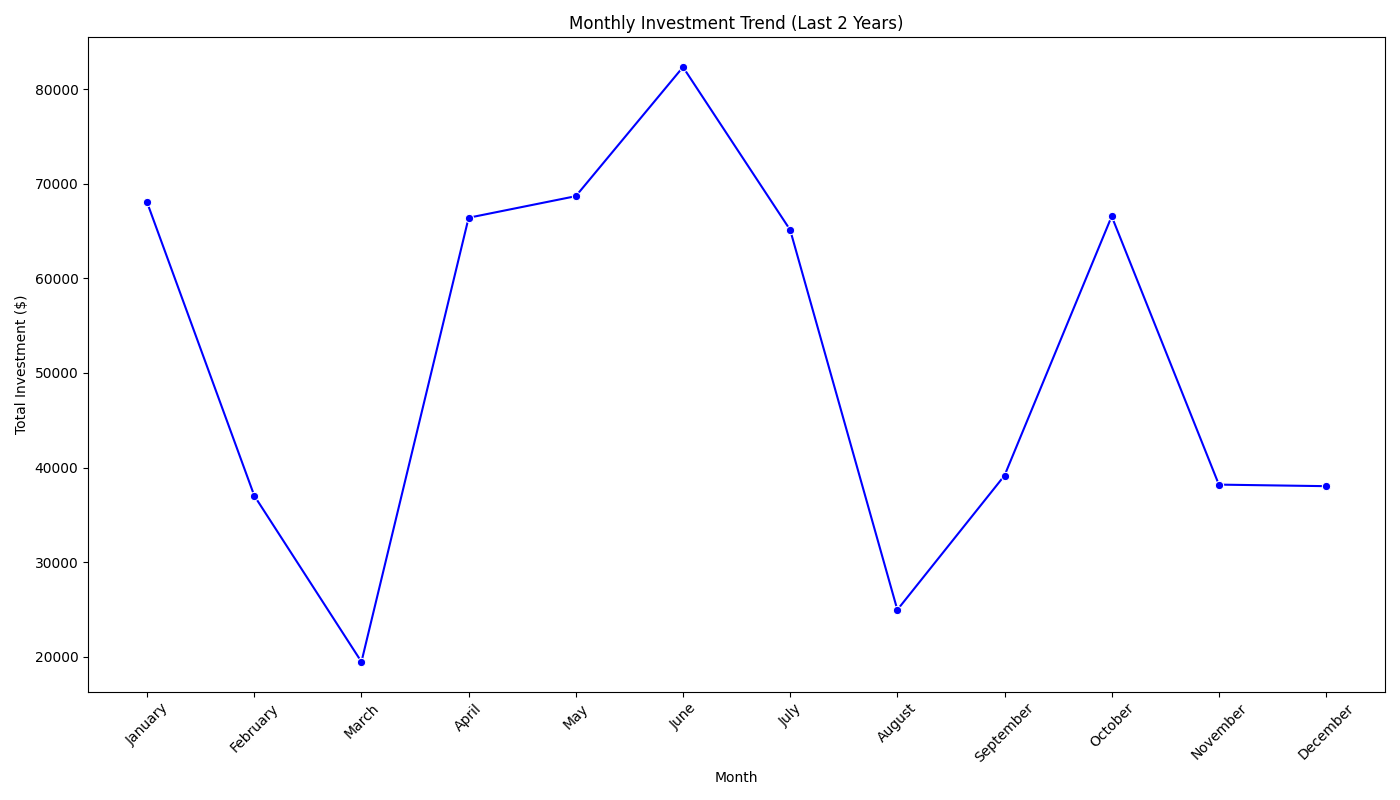 Monthly Investment Trend (Last 2 Years)
Total Investment ($)
80000
70000
60000
50000
40000
30000
20000
January
February
March
April
May
June
July
August
September
October
November
December
Month